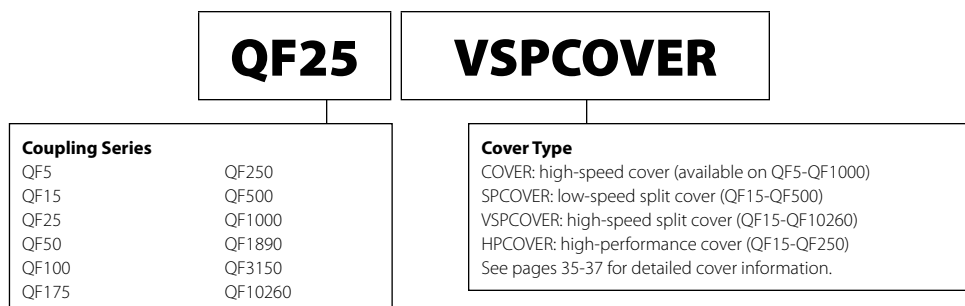 QF25 VSPCOVER
Coupling Series
QF5 QF250
QF15 QF500
QF25 QF1000
QF50 QF1890
QF100 QF3150
QF175 QF10260
Cover Type
COVER: high-speed cover (available on QF5-QF1000)
SPCOVER: low-speed split cover (QF15-QF500)
VSPCOVER: high-speed split cover (QF15-QF10260)
HPCOVER: high-performance cover (QF15-QF250)
See pages 35-37 for detailed cover information.